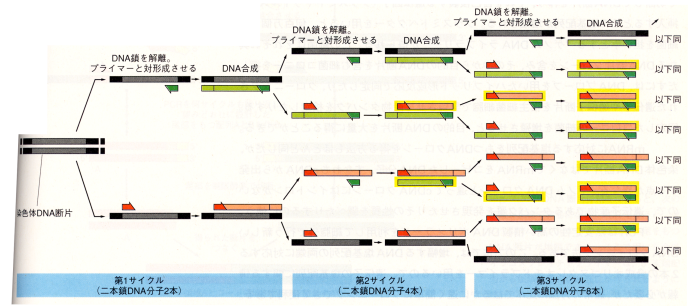 DNA鎖を解離。
プライマーと対形成させる
DNA合成
DNA鎖を解離。
プライマーと対形成させる
DNA合成
DNA鎖を解離。
プライマーと対形成させる
DNA合成
以下同
以下同
以下同
以下同
以下同
以下同
以下同
以下同
色体DNA断片
第1サイクル
(二本鎖DNA分子2本)
第2サイクル
(二本鎖DNA分子4本)
第3サイクル
(二本鎖DNA分子8本)